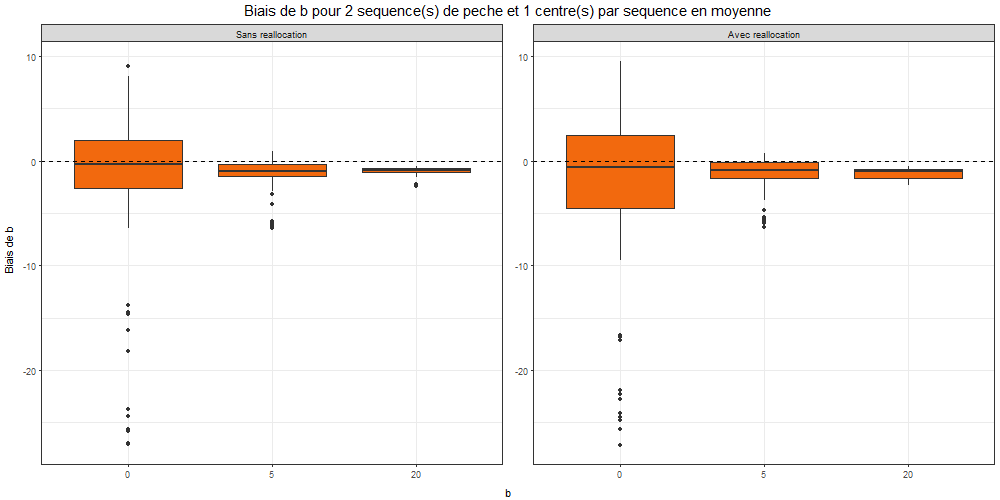 Biais de b pour 2 sequence(s) de peche et 1 centre(s) par sequence en moyenne
Sans reallocation
Avec reallocation
Biais de b
10
0
-10
-20
0
5
20
10
0
-10
-20
0
5
20
b